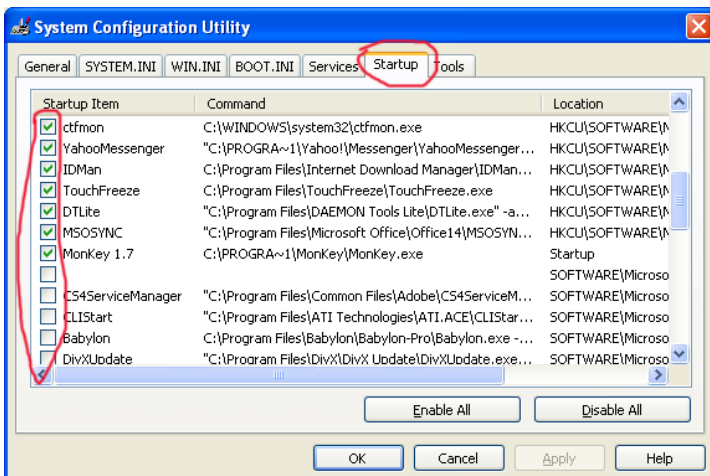 System Configuration Utility
General SYSTEM.INI WIN.INI BOOT.INI Services Startup Tools
Startup Item Command Location
ctfmon C:\WINDOWS\system32\ctfmon.exe HKCU\SOFTWARE\M
YahooMessenger "C:\PROGRA~1\Yahoo!\Messenger\YahooMessenger... HKCU\SOFTWARE\M
IDMan C:\Program Files\Internet Download Manager\IDMan... HKCU\SOFTWARE\M
TouchFreeze C:\Program Files\TouchFreeze\TouchFreeze.exe HKCU\SOFTWARE\M
DTLite "C:\Program Files\DAEMON Tools Lite\DTLite.exe" -a... HKCU\SOFTWARE\M
MSOSYNC "C:\Program Files\Microsoft Office\Office14\MSOSYN... HKCU\SOFTWARE\M
MonKey 1.7 C:\PROGRA~1\MonKey\MonKey.exe Startup
SOFTWARE\Microso
CS4ServiceManager "C:\Program Files\Common Files\Adobe\CS4ServiceM... SOFTWARE\Microso
CLIStart "C:\Program Files\ATI Technologies\ATI.ACE\CLIStar... SOFTWARE\Microso
Babylon C:\Program Files\Babylon\Babylon-Pro\Babylon.exe -... SOFTWARE\Microso
DivXUpdate "C:\Program Files\DivX\DivX Update\DivXUpdate.exe... SOFTWARE\Microso
Enable All Disable All
OK Cancel Apply Help